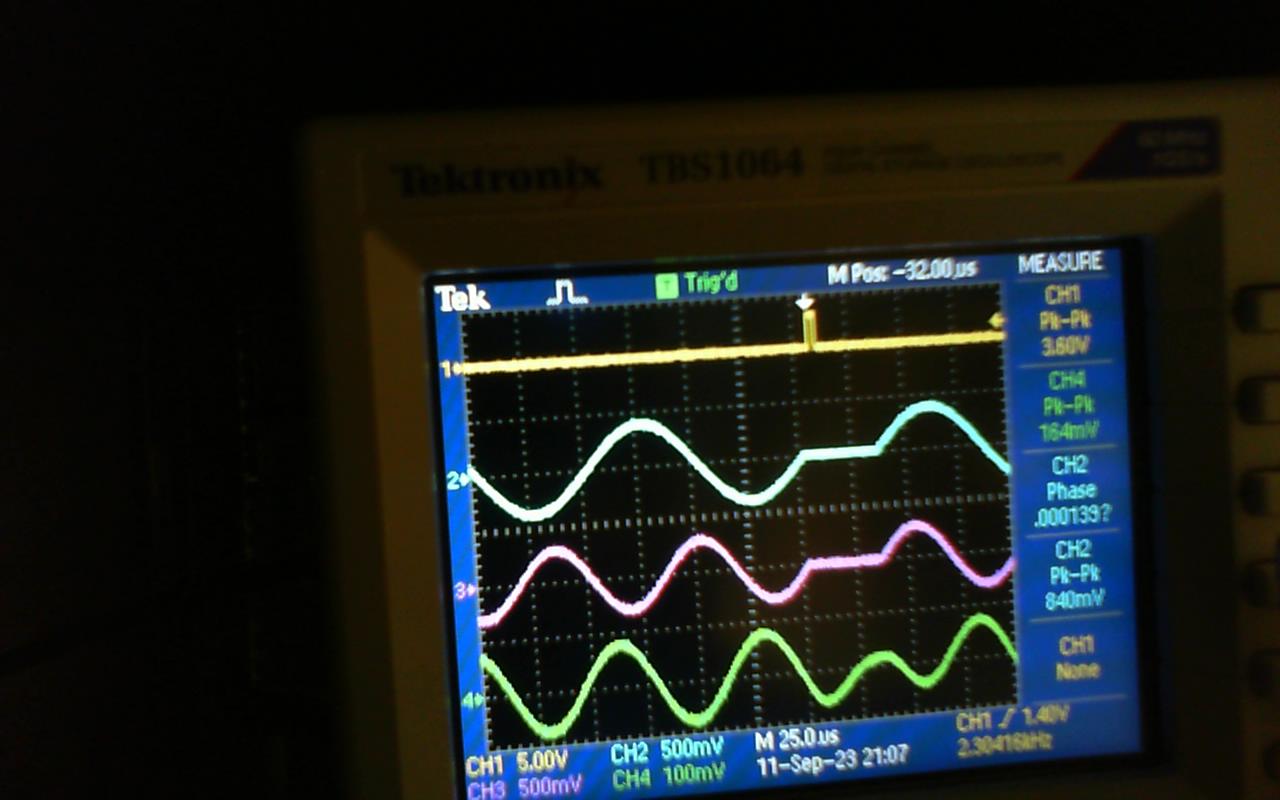 Tektronix TBS1064
Tek Trig'd M Pos: -32.00µs MEASURE
CH1
Pk-Pk
3.60V
CH4
Pk-Pk
164mV
CH2
Phase
.000139?
CH2
Pk-Pk
840mV
CH1
None
1
2
3
4
CH1 5.00V CH2 500mV M 25.0µs CH1 1.40V
CH3 500mV CH4 100mV 11-Sep-23 21:07 2.30416kHz